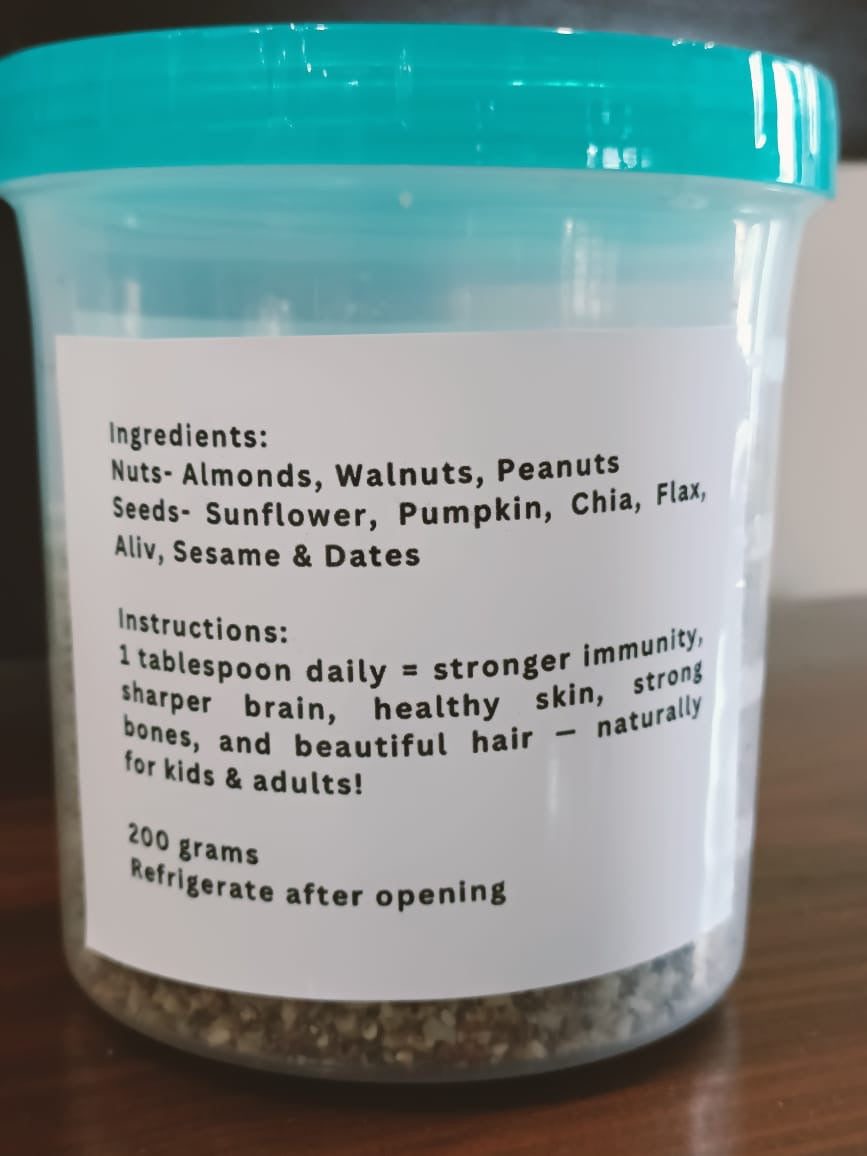 Ingredients:
Nuts- Almonds, Walnuts, Peanuts
Seeds- Sunflower, Pumpkin, Chia, Flax,
Aliv, Sesame & Dates
Instructions:
1 tablespoon daily = stronger immunity,
sharper brain, healthy skin, strong
bones, and beautiful hair — naturally
for kids & adults!
200 grams
Refrigerate after opening